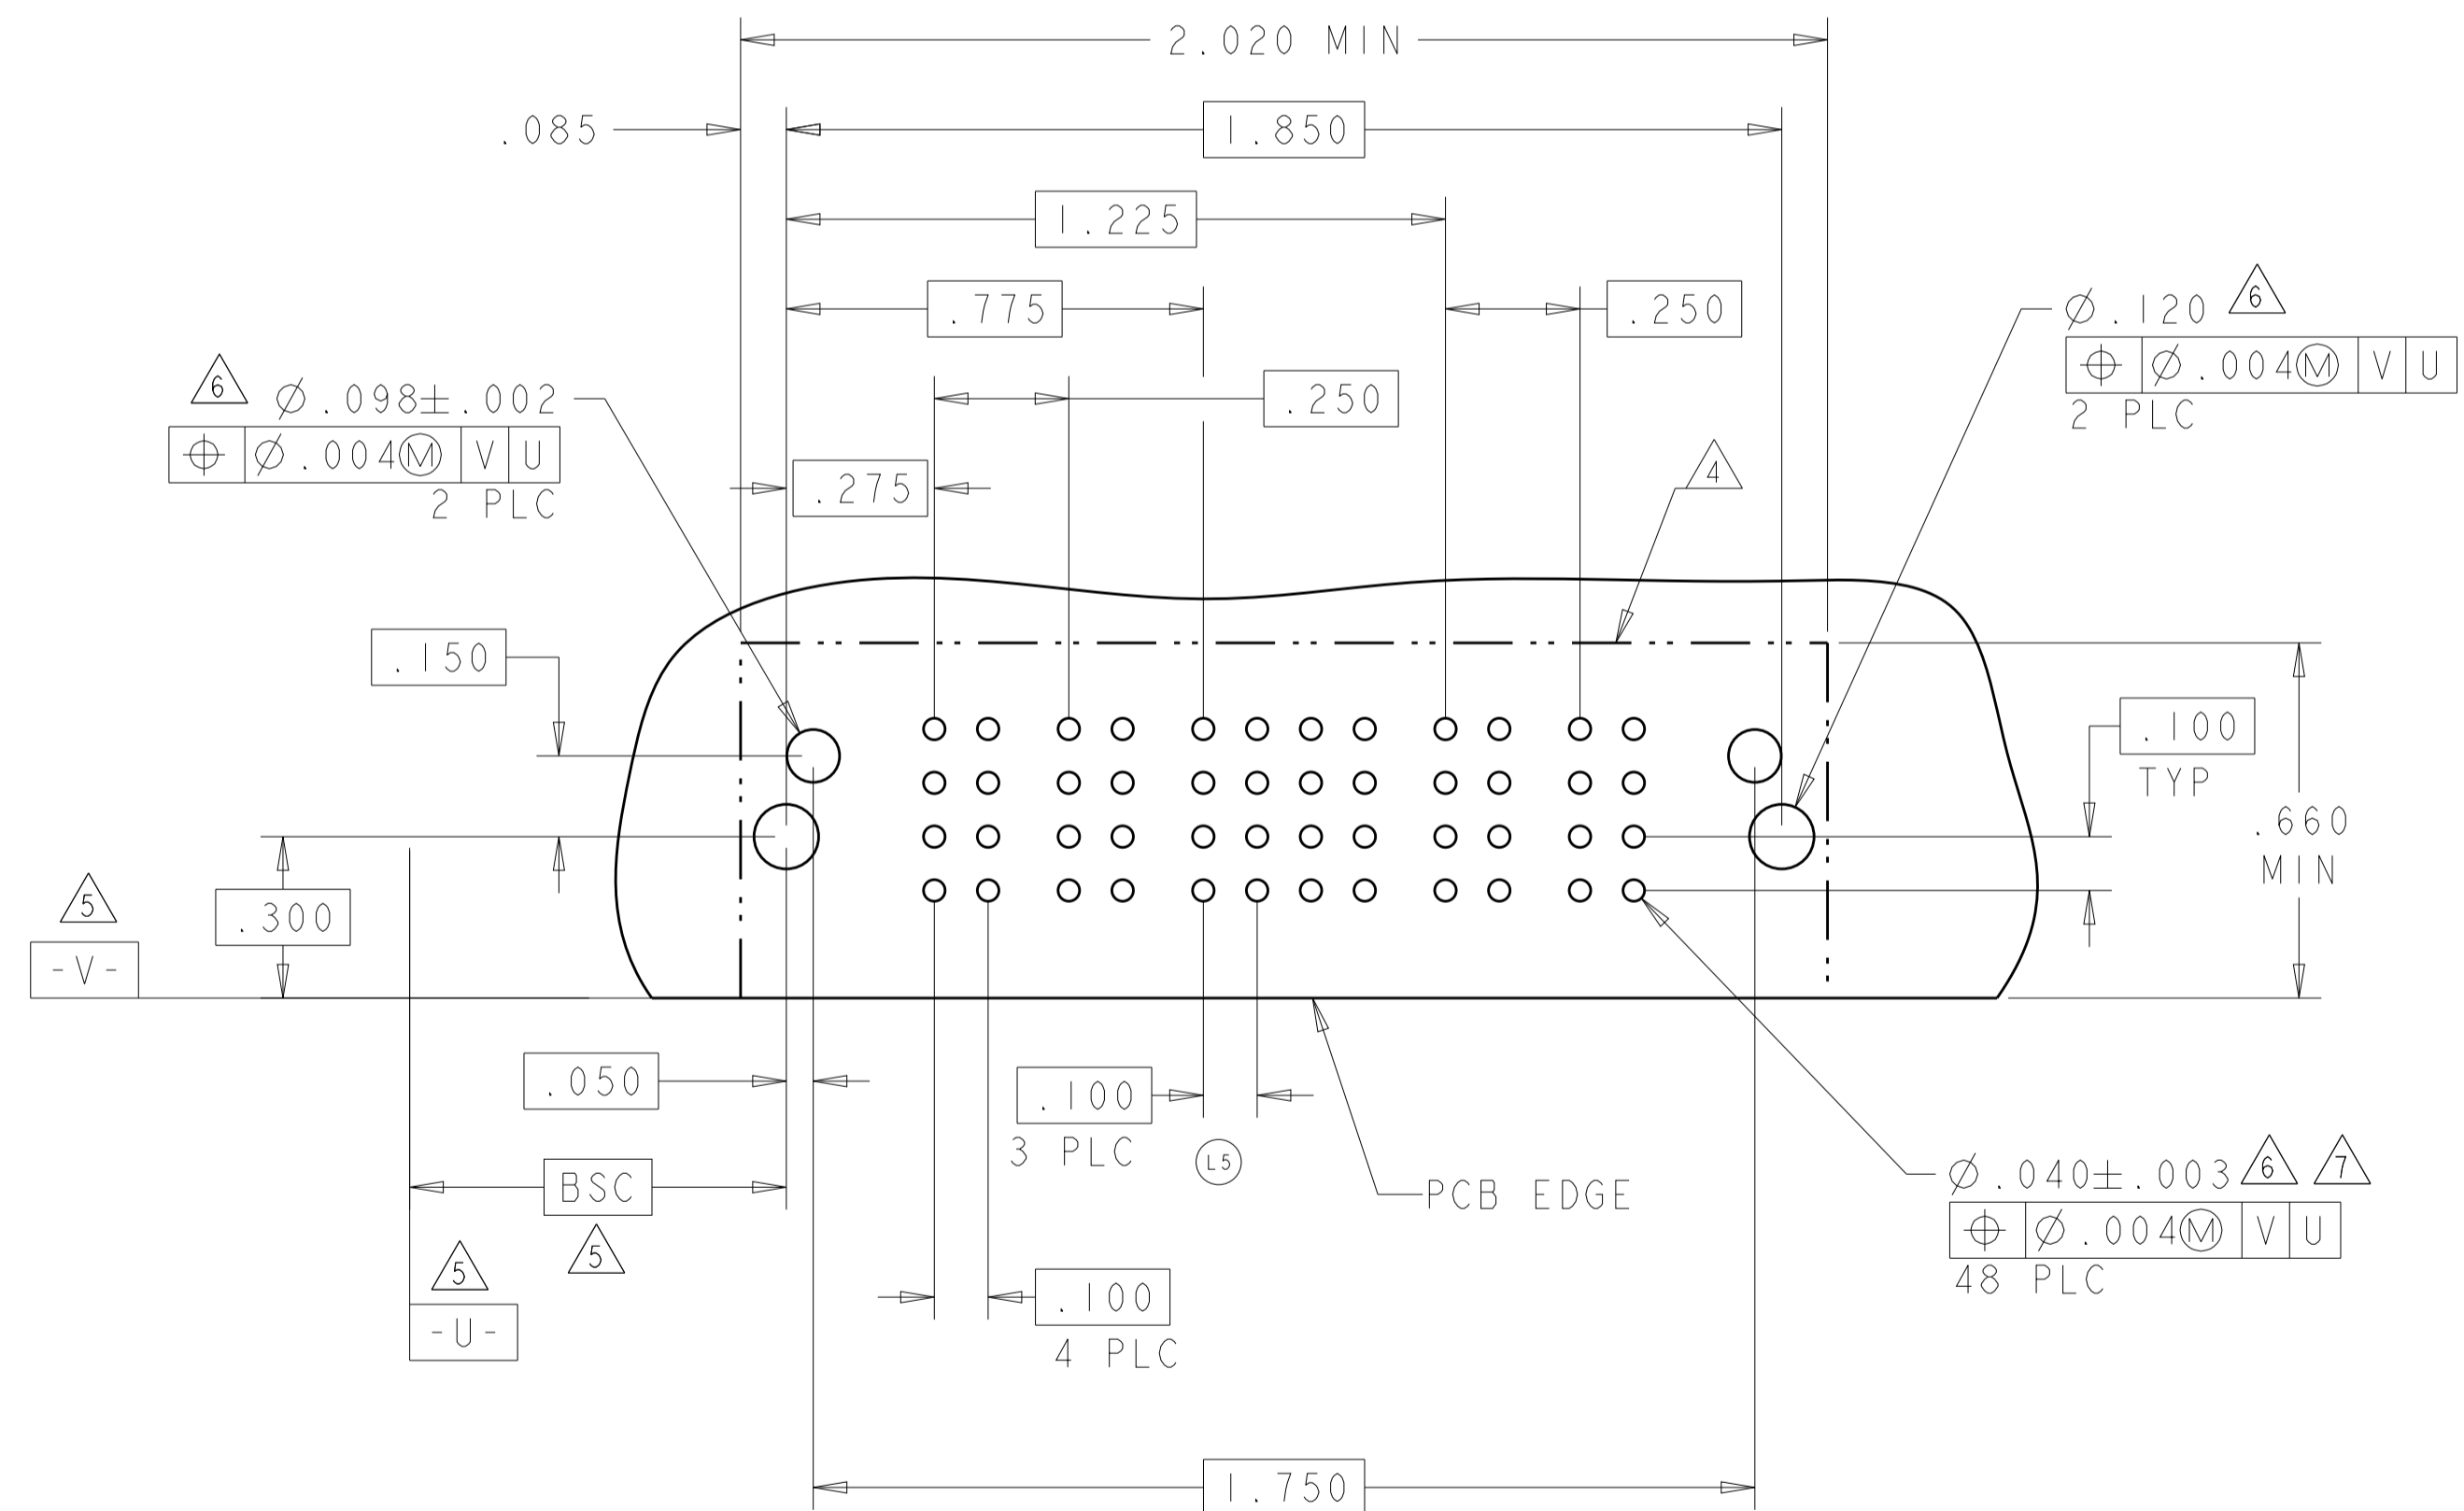 2.020 MIN
.085
1.850
1.225
.775
.250
6
⌀.120
⌖ ⌀.004Ⓜ V U
2 PLC
6
⌀.098±.002
⌖ ⌀.004Ⓜ V U
2 PLC
.250
.275
4
.150
.100
TYP
.660
MIN
5
-V-
.300
.050
.100
3 PLC
L5
BSC
5
PCB EDGE
⌀.040±.003
6
7
⌖ ⌀.004Ⓜ V U
48 PLC
5
-U-
.100
4 PLC
1.750